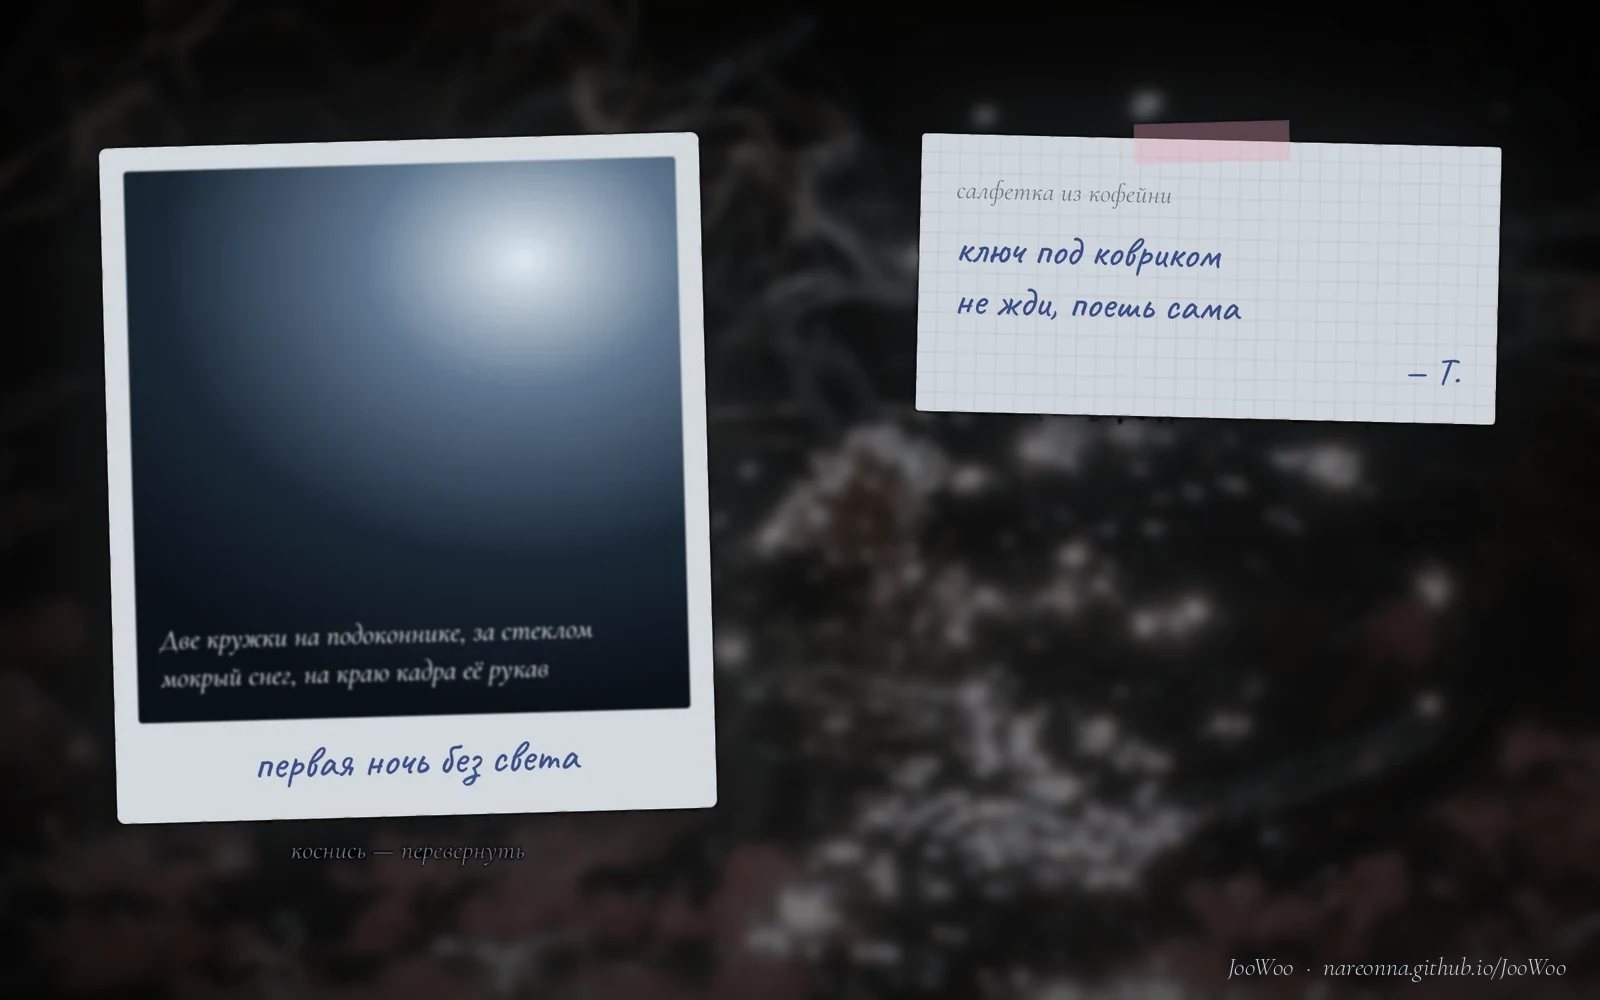 Две кружки на подоконнике, за стеклом
мокрый снег, на краю кадра её рукав
первая ночь без света
коснись — перевернуть
салфетка из кофейни
ключ под ковриком
не жди, поешь сама
— Т.
JooWoo · nareonna.github.io/JooWoo